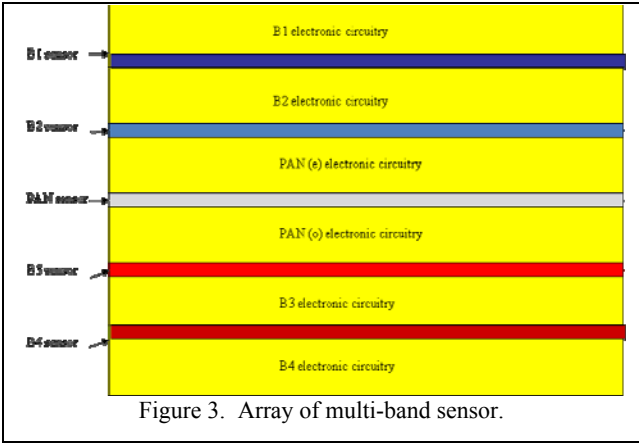 B1 electronic circuitry
B1 sensor
B2 electronic circuitry
B2 sensor
PAN (e) electronic circuitry
PAN sensor
PAN (o) electronic circuitry
B3 sensor
B3 electronic circuitry
B4 sensor
B4 electronic circuitry
Figure 3. Array of multi-band sensor.